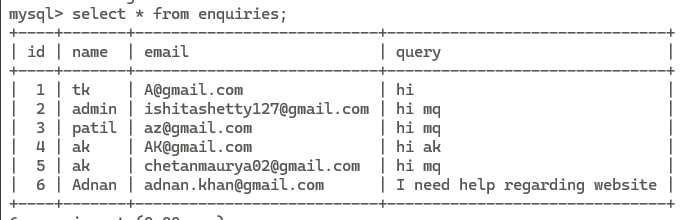 mysql> select * from enquiries;
+----+-------+---------------------------+-------------------------------+
| id | name  | email                     | query                         |
+----+-------+---------------------------+-------------------------------+
|  1 | tk    | A@gmail.com               | hi                            |
|  2 | admin | ishitashetty127@gmail.com | hi mq                         |
|  3 | patil | az@gmail.com              | hi mq                         |
|  4 | ak    | AK@gmail.com              | hi ak                         |
|  5 | ak    | chetanmaurya02@gmail.com  | hi mq                         |
|  6 | Adnan | adnan.khan@gmail.com      | I need help regarding website |
+----+-------+---------------------------+-------------------------------+